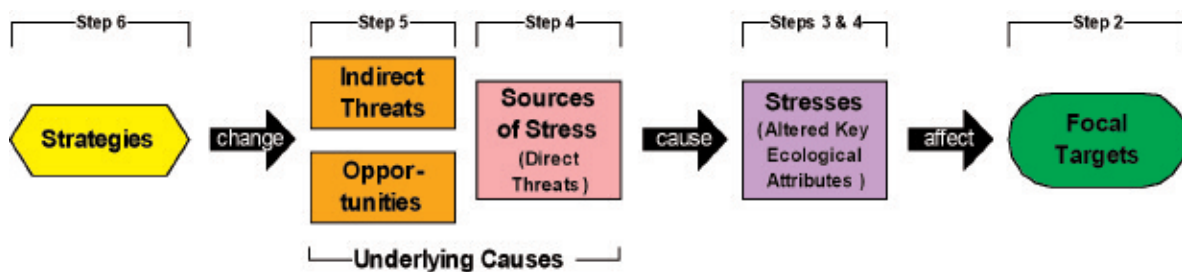 Step 6
Step 5
Step 4
Steps 3 & 4
Step 2
Strategies
change
Indirect
Threats
Oppor-
tunities
Sources
of Stress
(Direct
Threats)
cause
Stresses
(Altered Key
Ecological
Attributes )
affect
Focal
Targets
Underlying Causes